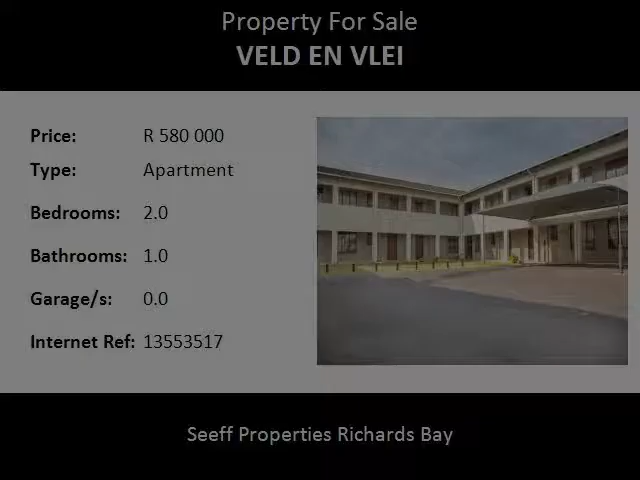 Property For Sale
VELD EN VLEI
Price: R 580 000
Type: Apartment
Bedrooms: 2.0
Bathrooms: 1.0
Garage/s: 0.0
Internet Ref: 13553517
Seeff Properties Richards Bay